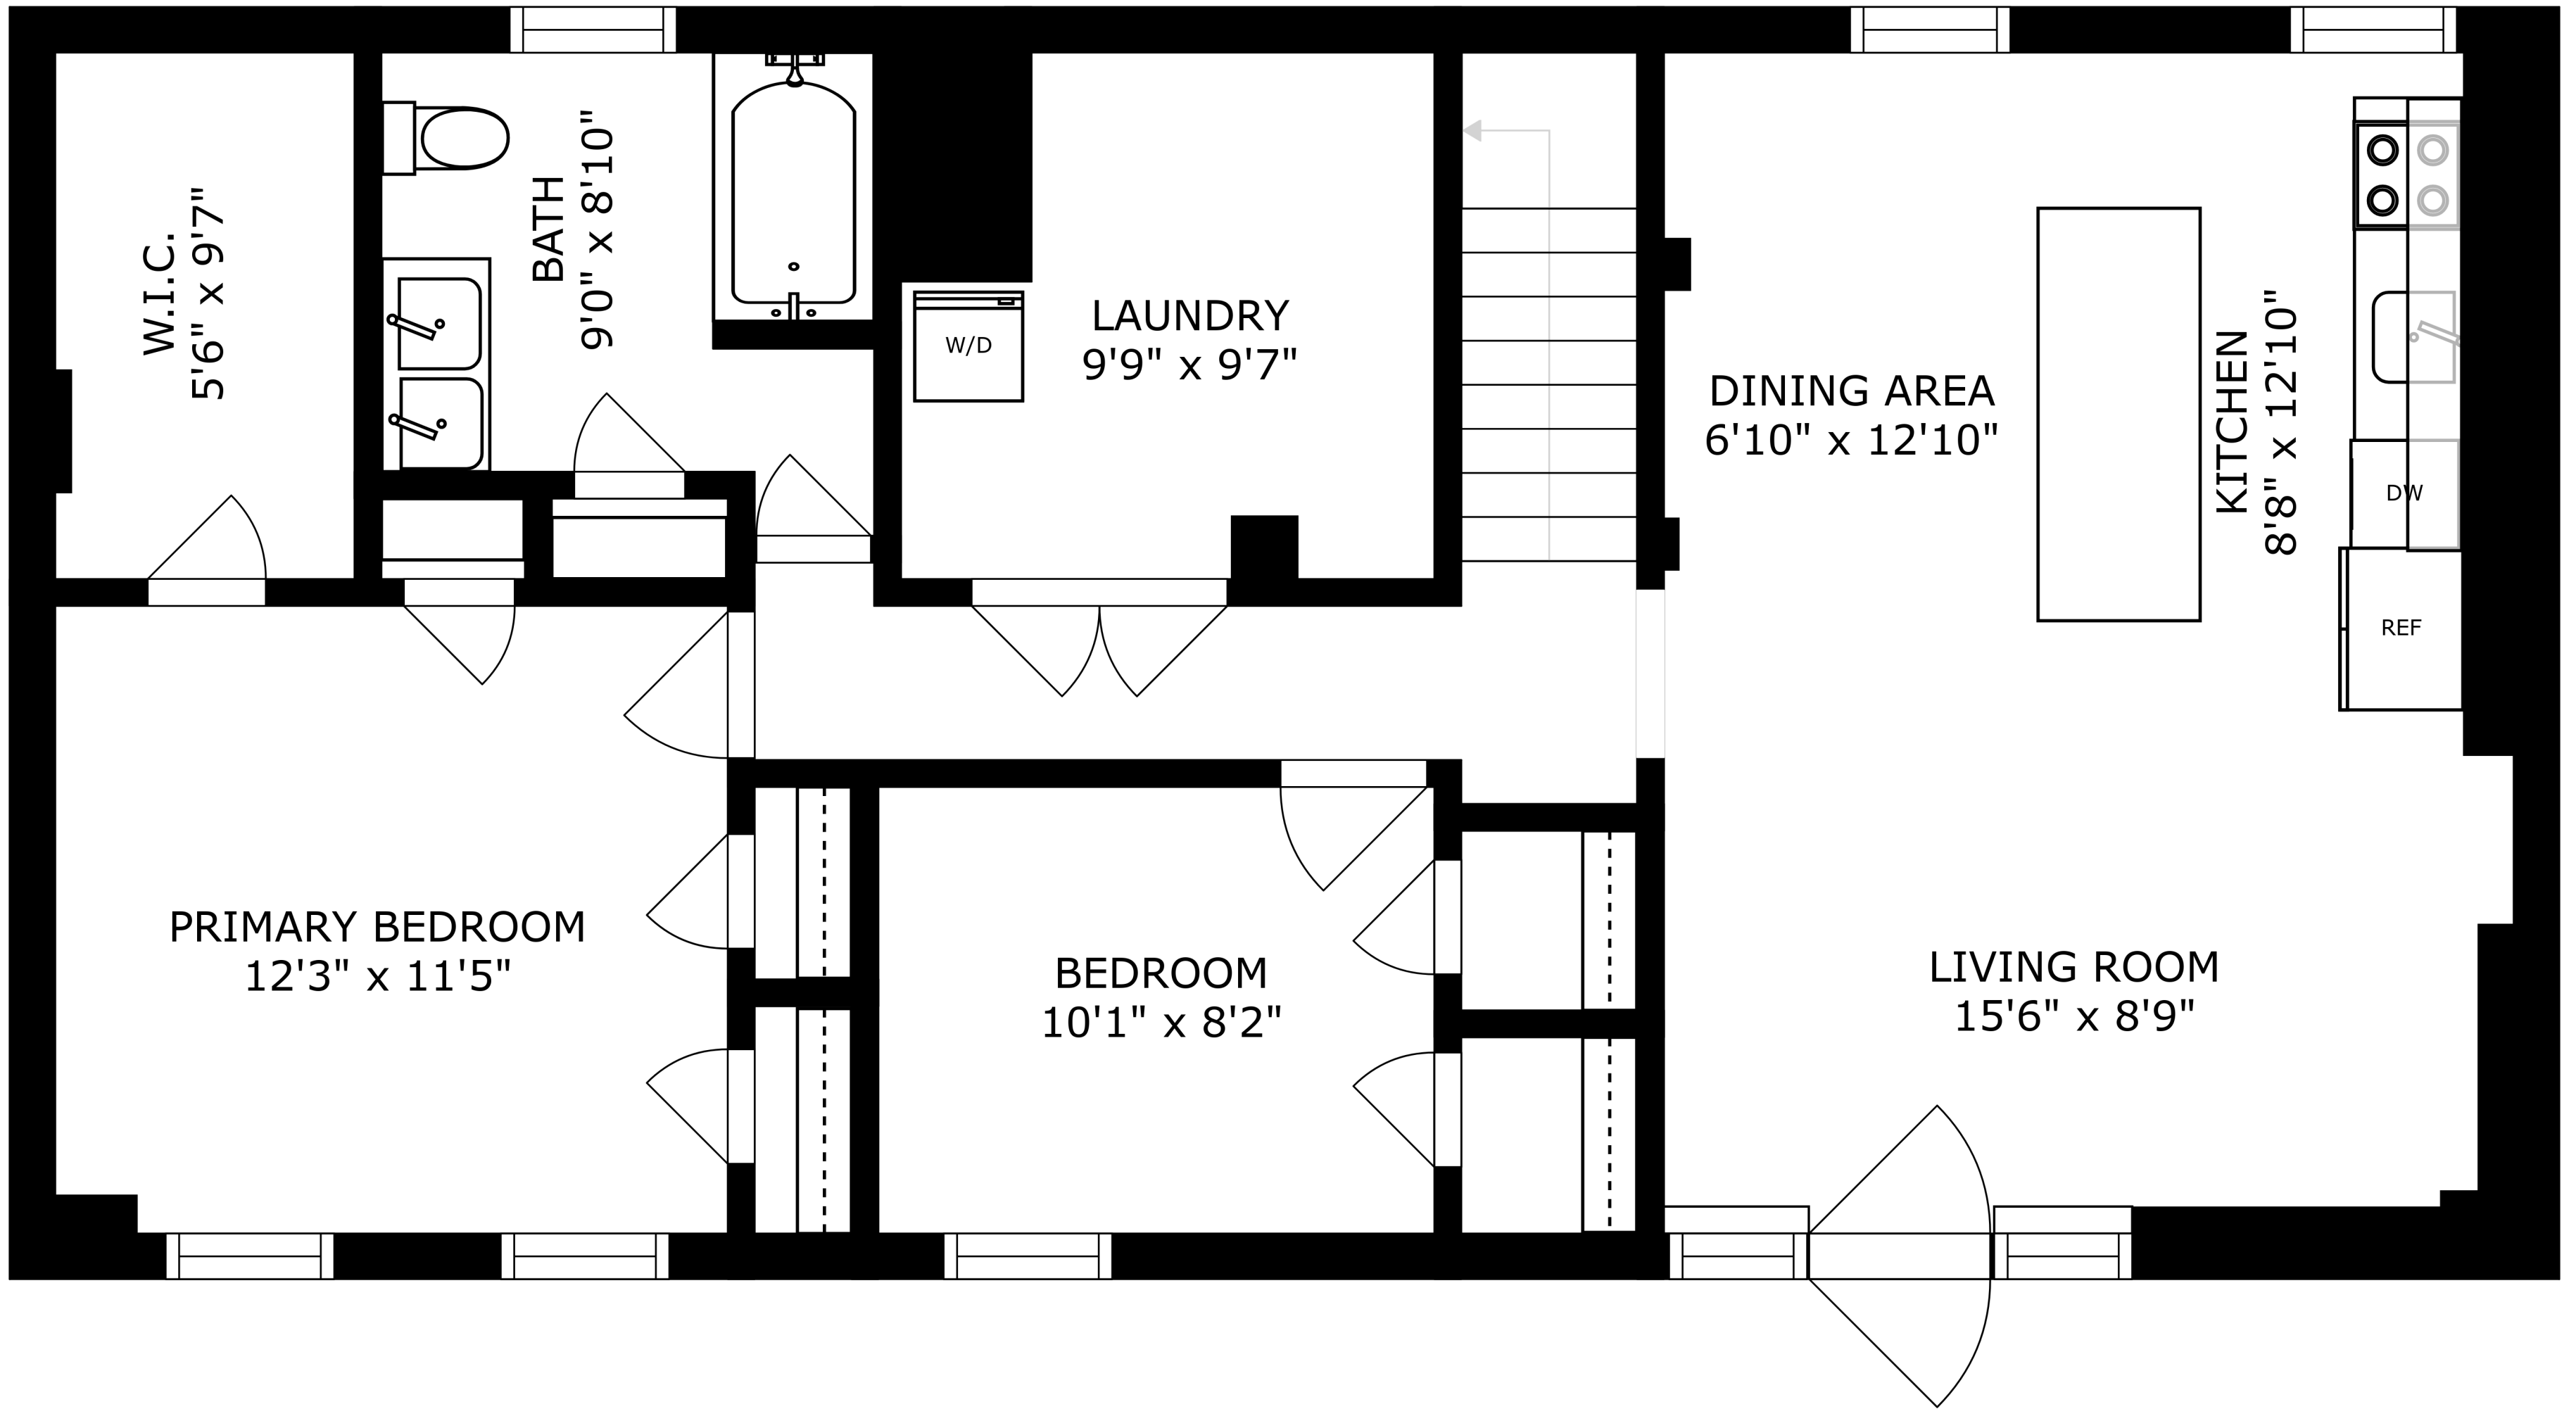 W.I.C.
5'6" x 9'7"
BATH
9'0" x 8'10"
W/D
LAUNDRY
9'9" x 9'7"
DINING AREA
6'10" x 12'10"
KITCHEN
8'8" x 12'10"
DW
REF
PRIMARY BEDROOM
12'3" x 11'5"
BEDROOM
10'1" x 8'2"
LIVING ROOM
15'6" x 8'9"